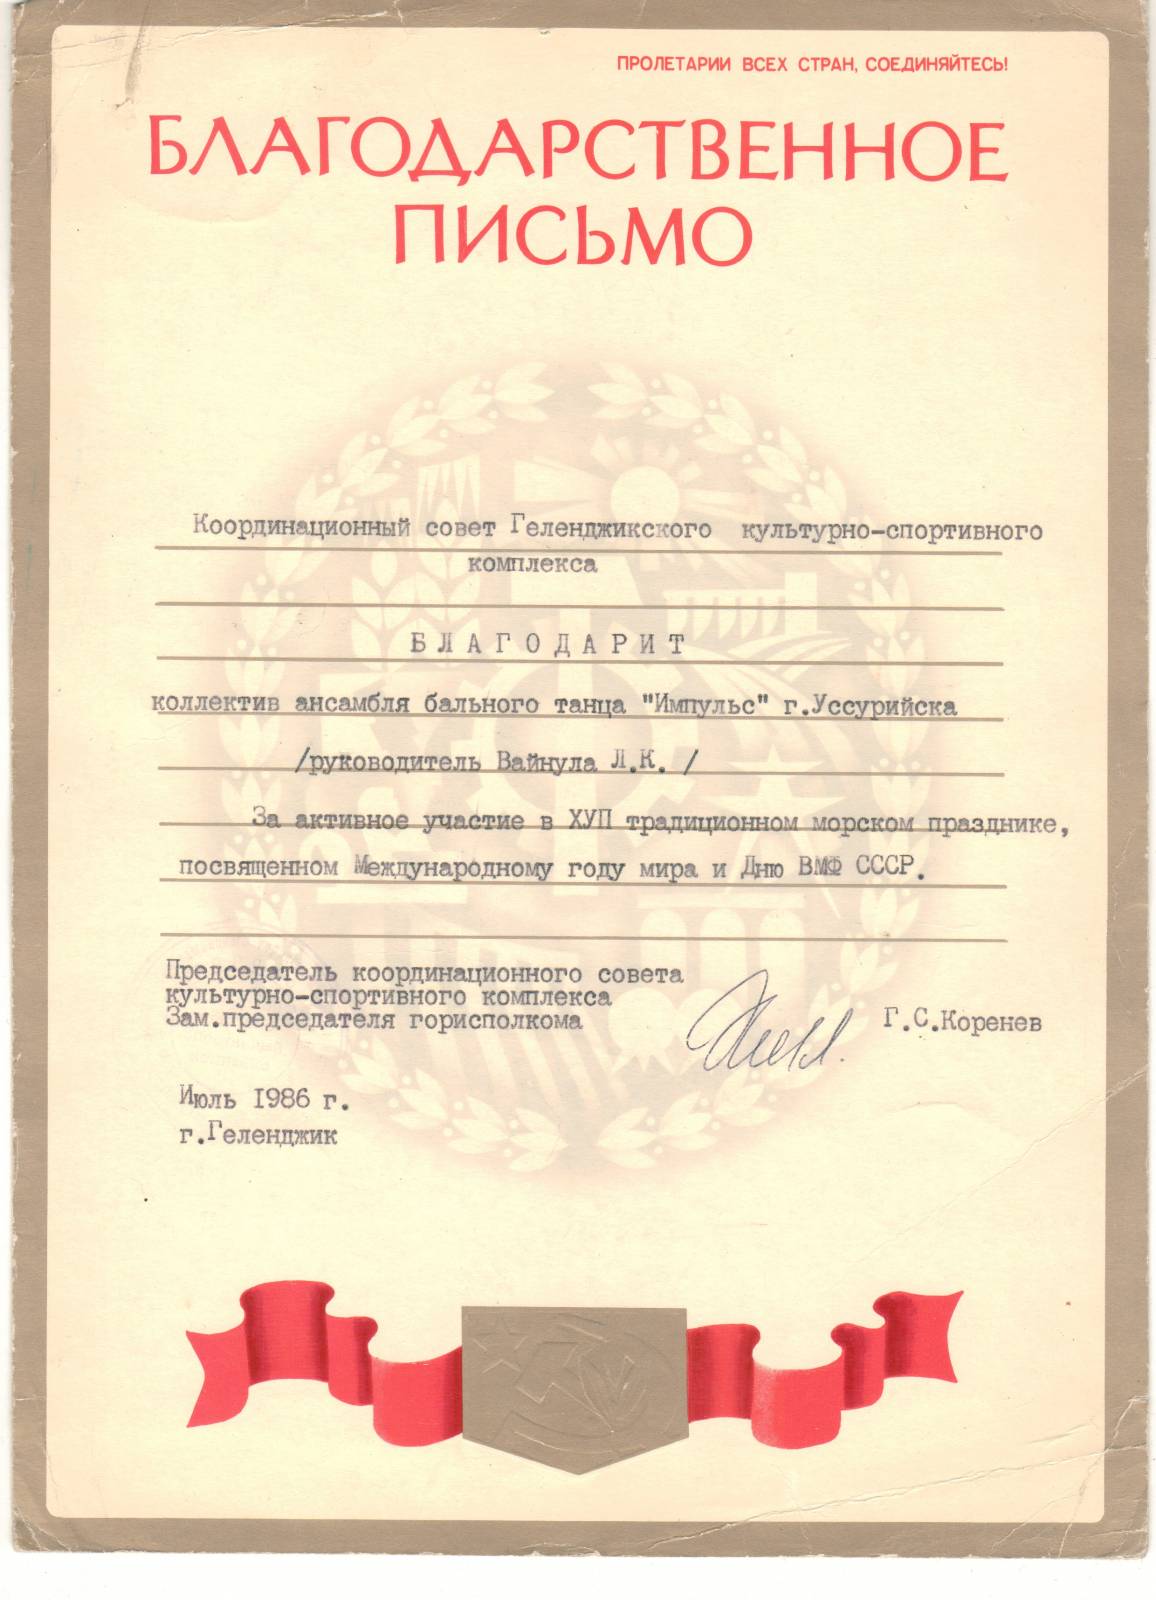 ПРОЛЕТАРИИ ВСЕХ СТРАН, СОЕДИНЯЙТЕСЬ!
БЛАГОДАРСТВЕННОЕ
ПИСЬМО
Координационный совет Геленджикского культурно-спортивного
комплекса
БЛАГОДАРИТ
коллектив ансамбля бального танца "Импульс" г.Уссурийска
/руководитель Вайнула Л.К. /
За активное участие в ХУП традиционном морском празднике,
посвященном Международному году мира и Дню ВМФ СССР.
Председатель координационного совета
культурно-спортивного комплекса
Зам.председателя горисполкома
Г.С.Коренев
Июль 1986 г.
г.Геленджик